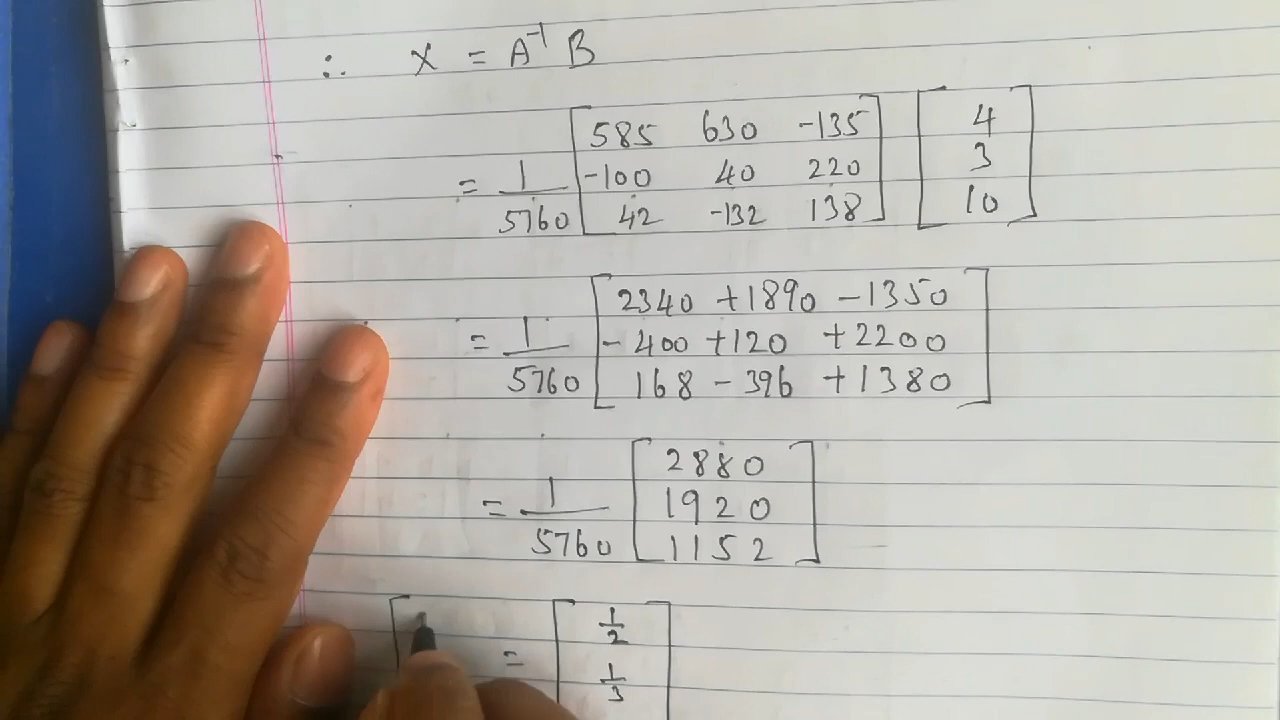 ∴ X = A⁻¹ B
= 1/5760 [585 630 -135
-100 40 220
42 -132 138] [4
3
10]
= 1/5760 [2340 +1890 -1350
-400 +120 +2200
168 -396 +1380]
= 1/5760 [2880
1920
1152]
[ = [1/2
1/3